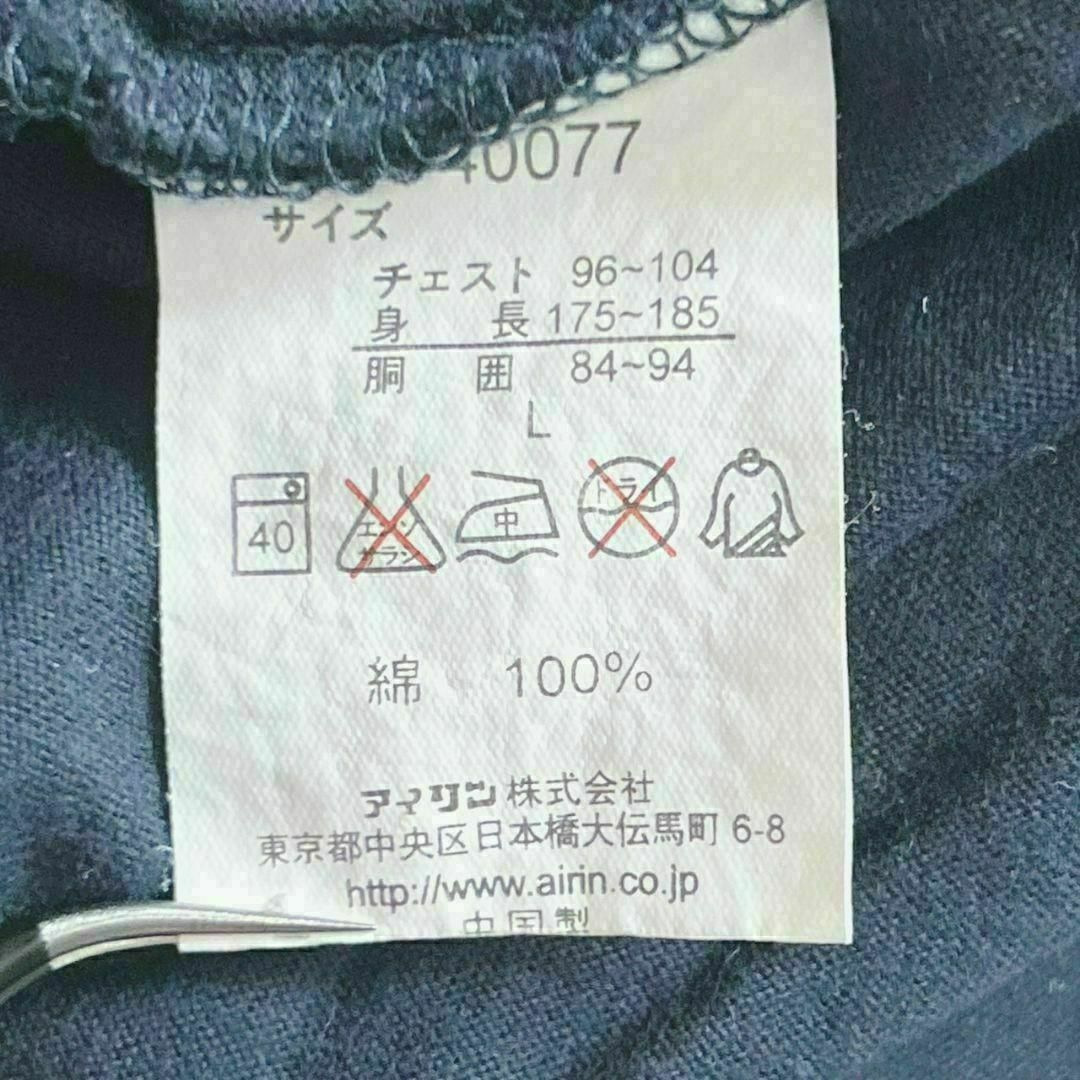 40077
サイズ
チェスト 96~104
身 長 175~185
胴 囲 84~94
L
40
エンソ
サラシ
中
ドライ
綿 100%
アイリン株式会社
東京都中央区日本橋大伝馬町 6-8
http://www.airin.co.jp
中国製